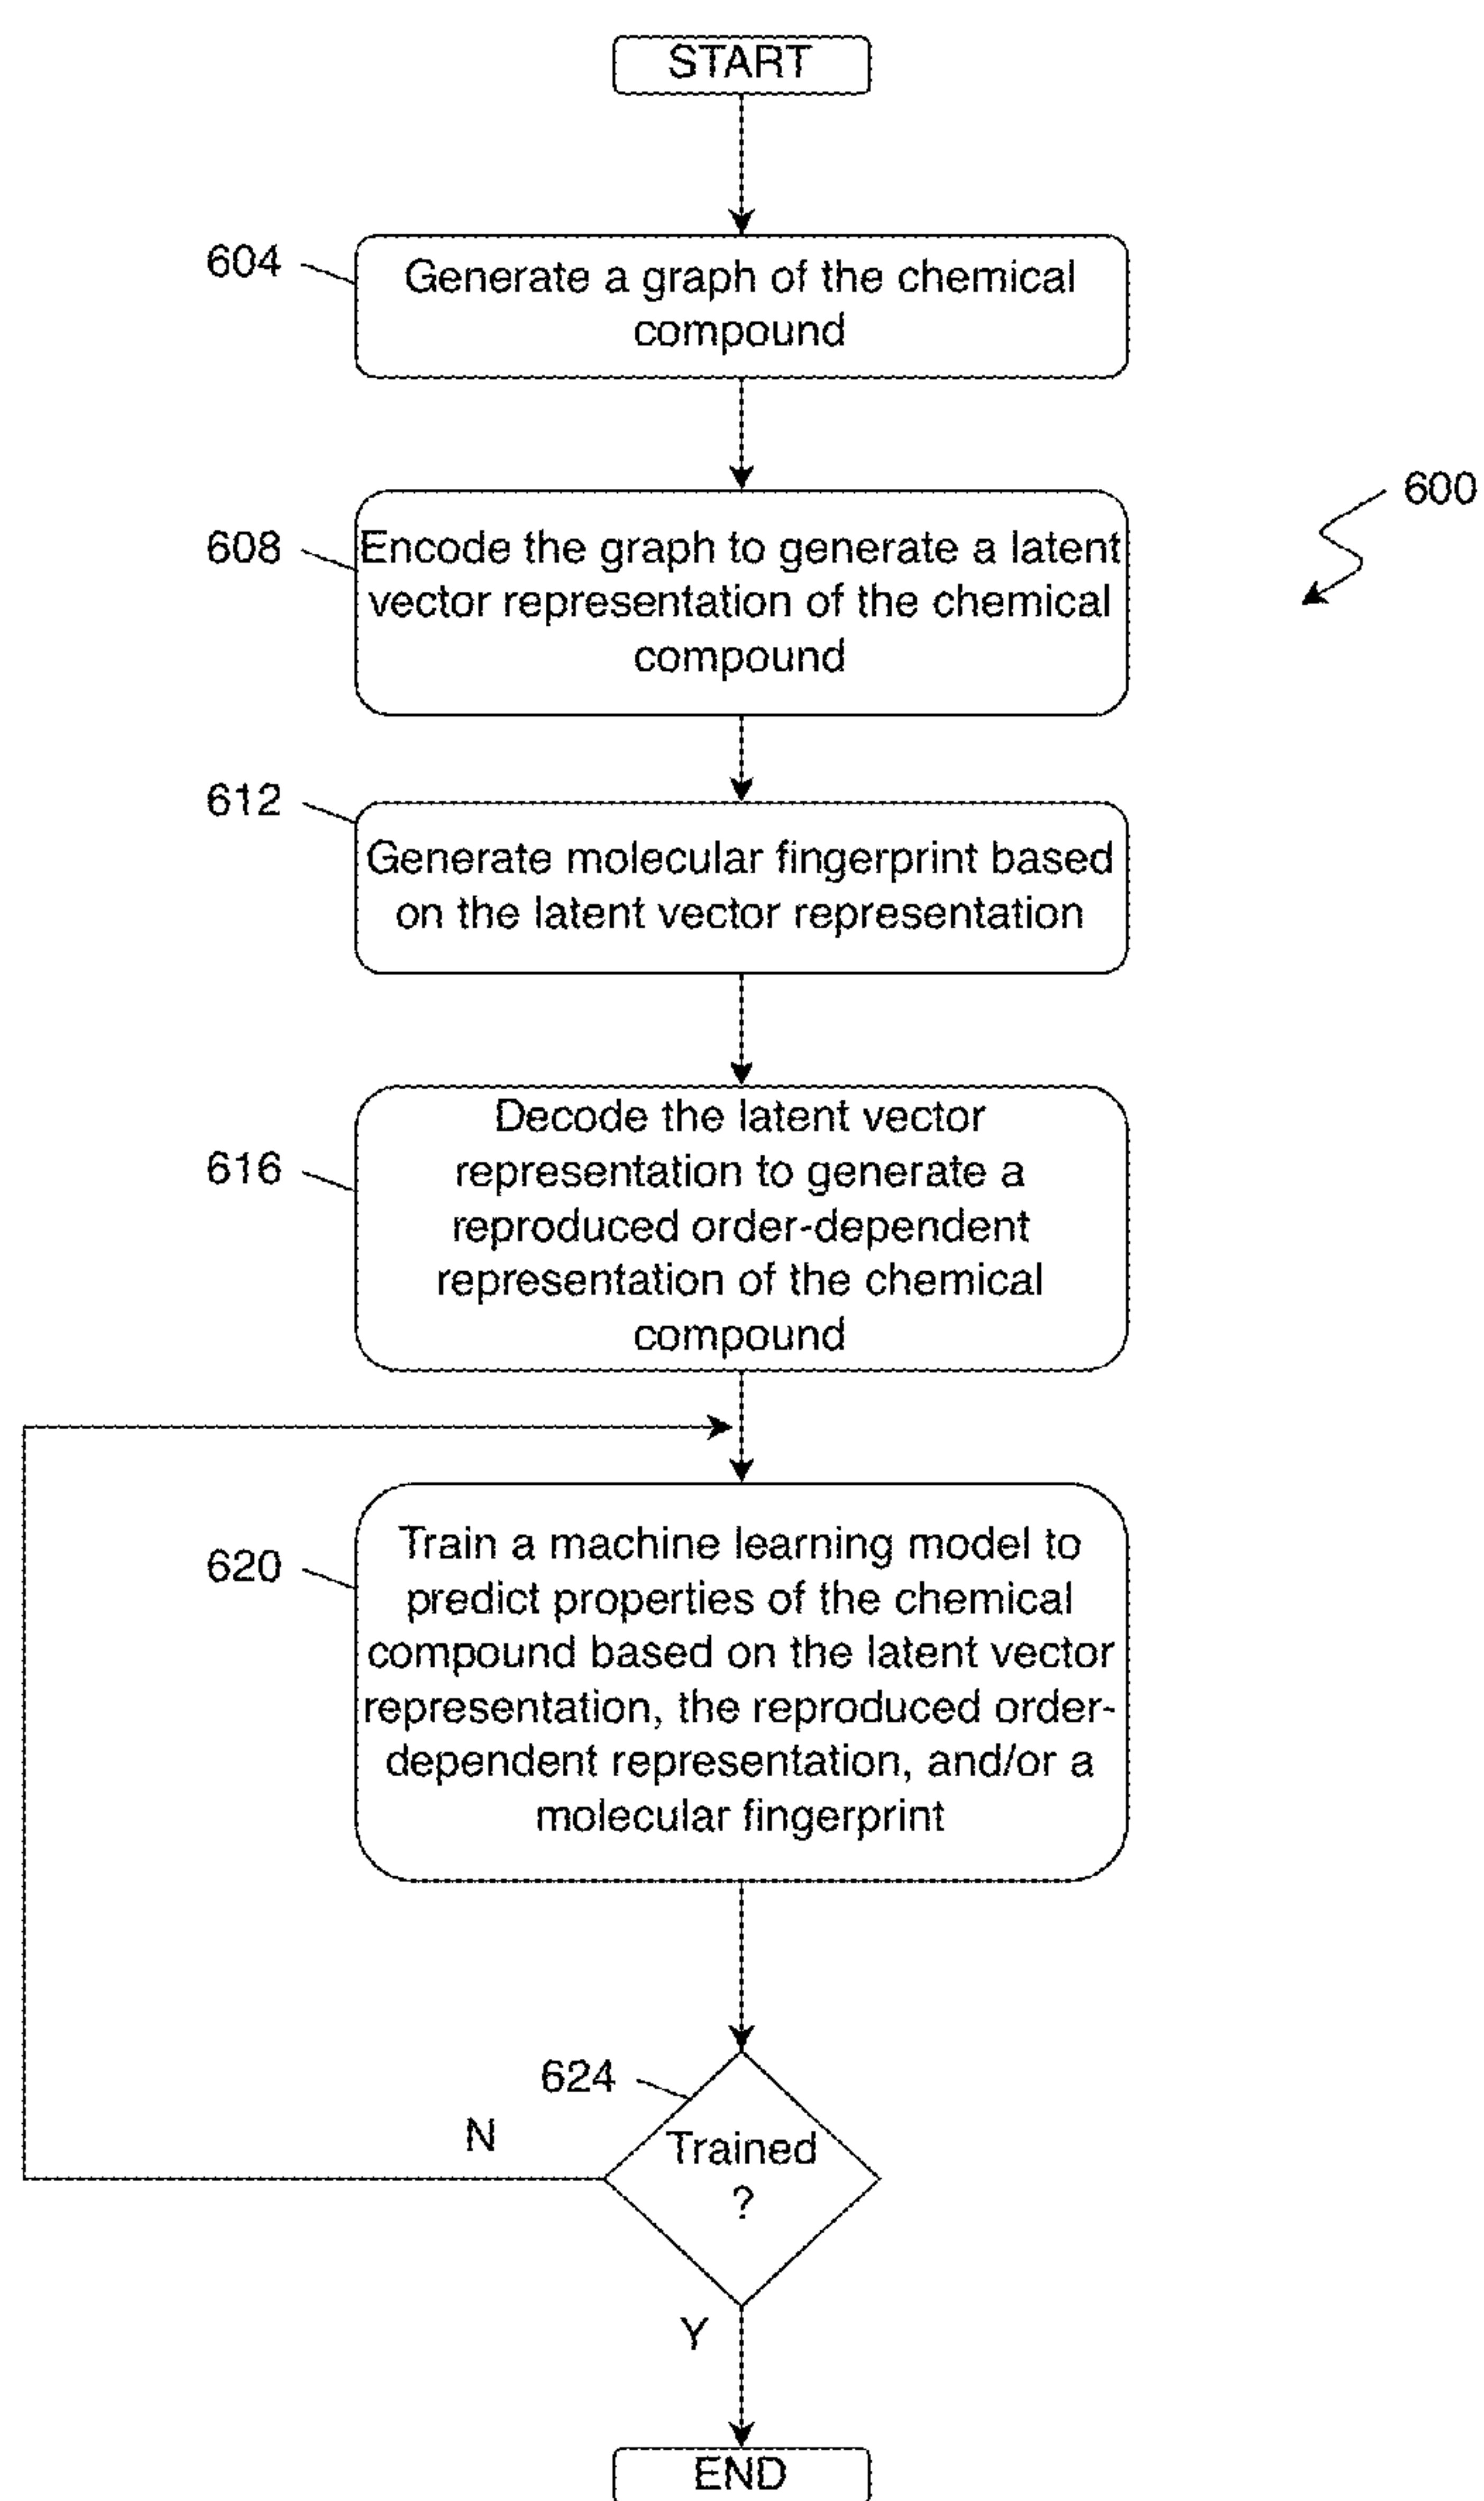 START
604
Generate a graph of the chemical
compound
600
608
Encode the graph to generate a latent
vector representation of the chemical
compound
612
Generate molecular fingerprint based
on the latent vector representation
616
Decode the latent vector
representation to generate a
reproduced order-dependent
representation of the chemical
compound
620
Train a machine learning model to
predict properties of the chemical
compound based on the latent vector
representation, the reproduced order-
dependent representation, and/or a
molecular fingerprint
624
N
Trained
?
Y
END